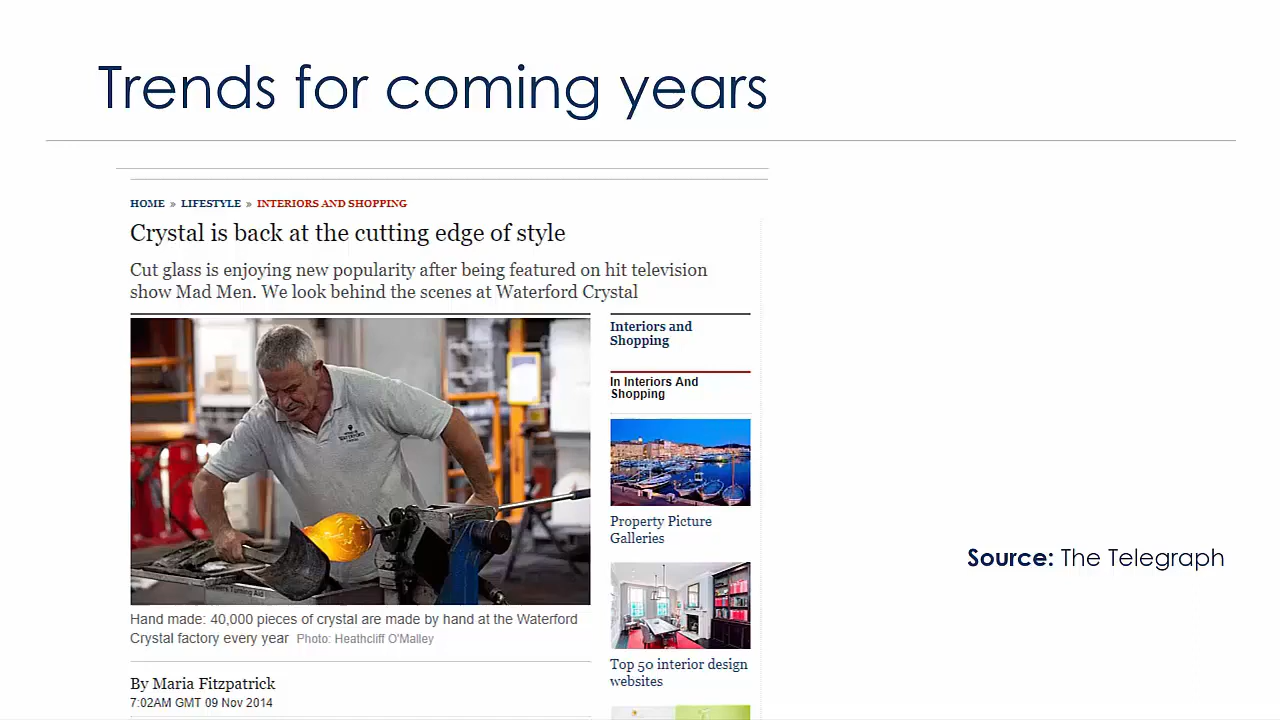 Trends for coming years
HOME » LIFESTYLE » INTERIORS AND SHOPPING
Crystal is back at the cutting edge of style
Cut glass is enjoying new popularity after being featured on hit television
show Mad Men. We look behind the scenes at Waterford Crystal
Interiors and
Shopping
In Interiors And
Shopping
WATERFORD
Property Picture
Galleries
Source: The Telegraph
Hand made: 40,000 pieces of crystal are made by hand at the Waterford
Crystal factory every year Photo: Heathcliff O'Malley
Top 50 interior design
websites
By Maria Fitzpatrick
7:02AM GMT 09 Nov 2014